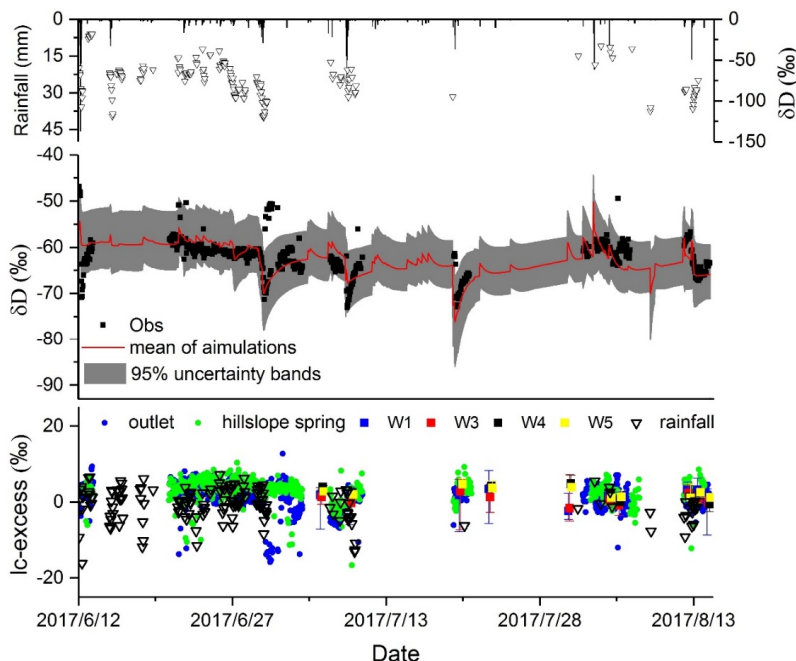 0
15
30
45
Rainfall (mm)
0
-50
-100
-150
δD (‰)
-40
-50
-60
-70
-80
-90
δD (‰)
Obs
mean of aimulations
95% uncertainty bands
outlet hillslope spring W1 W3 W4 W5 rainfall
20
0
-20
lc-excess (‰)
2017/6/12 2017/6/27 2017/7/13 2017/7/28 2017/8/13
Date